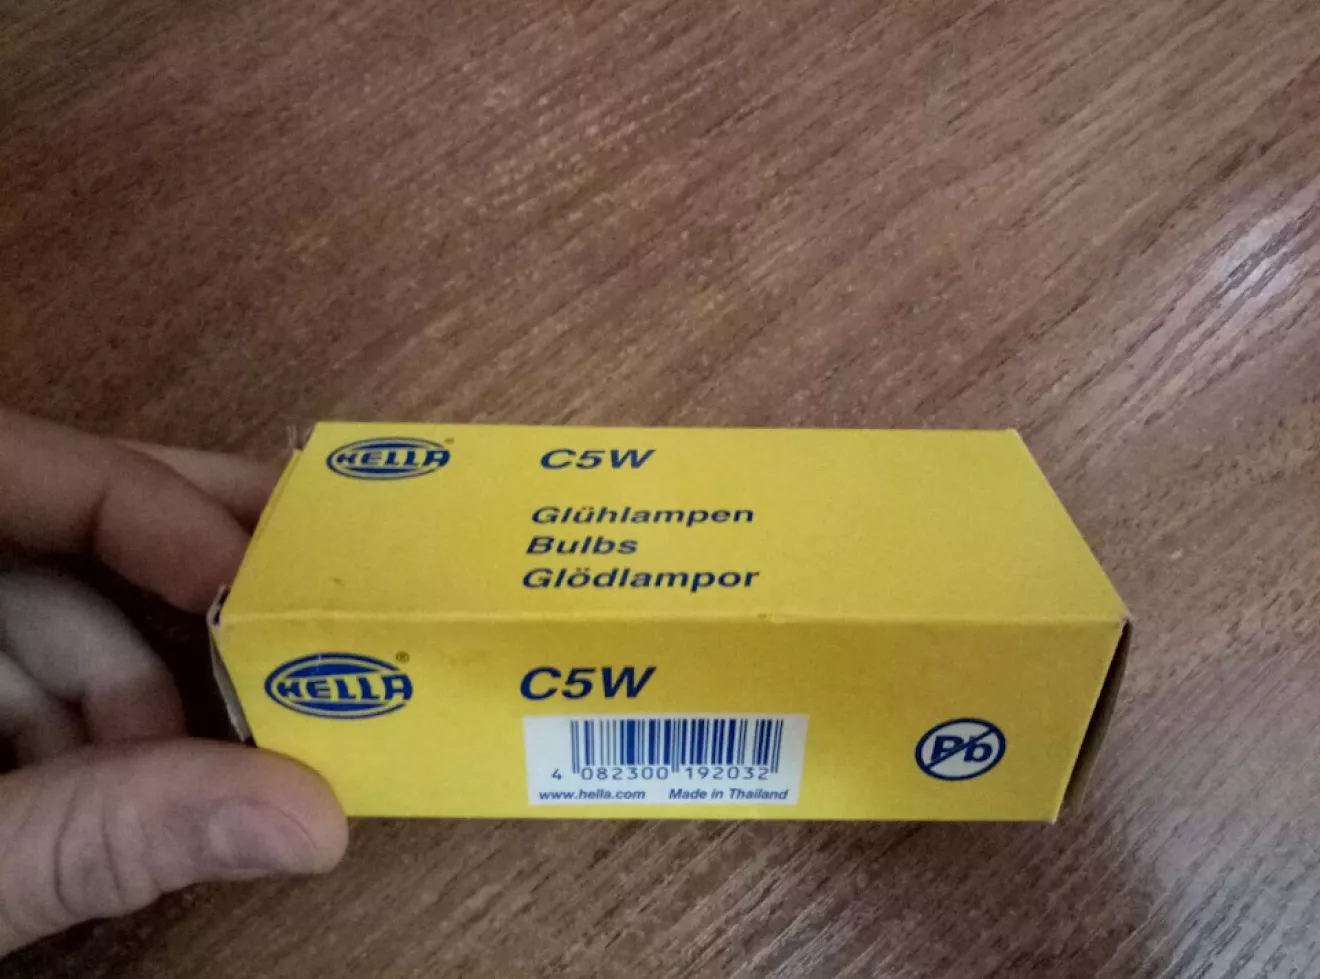 HELLA®
C5W
Glühlampen
Bulbs
Glödlampor
HELLA®
C5W
4 082300 192032
www.hella.com Made in Thailand
Pb